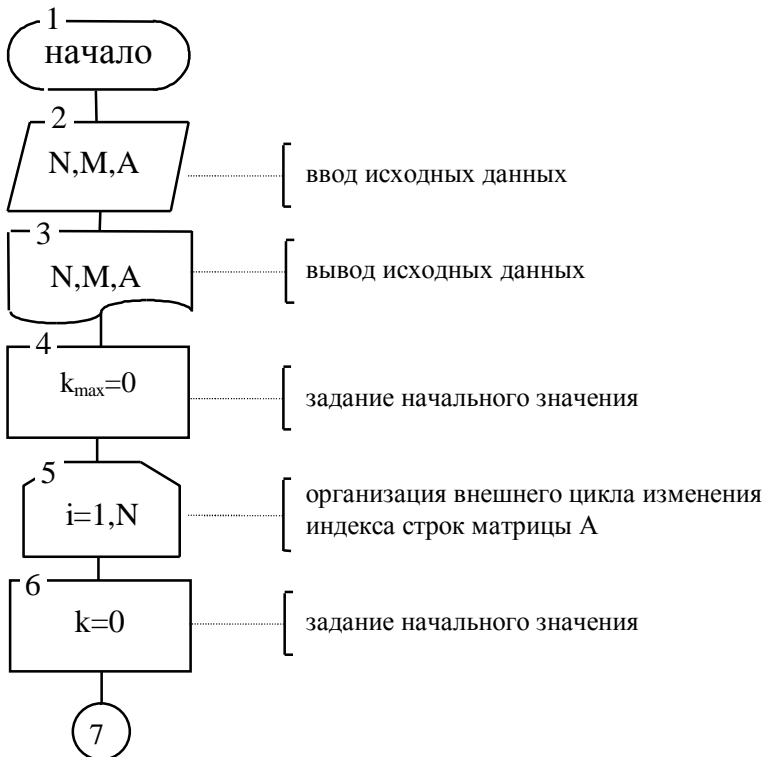 1
начало
2
N,M,A
ввод исходных данных
3
N,M,A
вывод исходных данных
4
kmax=0
задание начального значения
5
i=1,N
организация внешнего цикла изменения
индекса строк матрицы А
6
k=0
задание начального значения
7